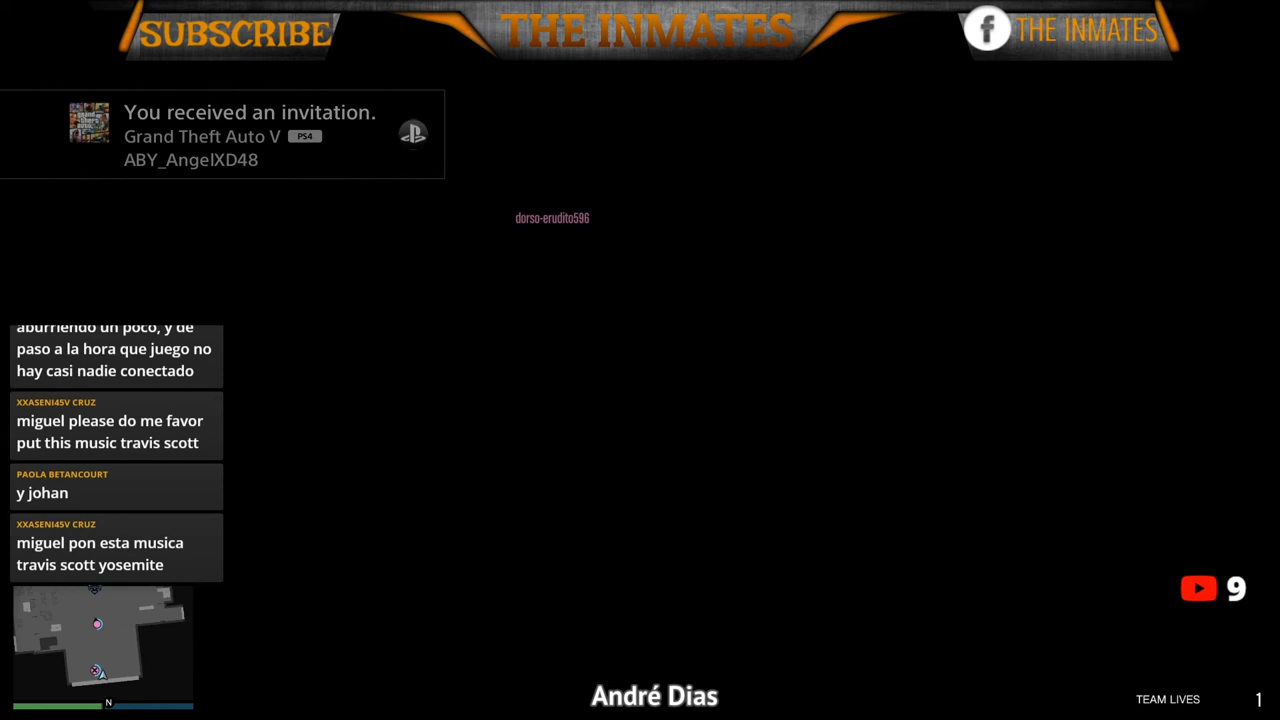 SUBSCRIBE
THE INMATES
THE INMATES
You received an invitation.
Grand Theft Auto V PS4
ABY_AngelXD48
dorso-erudito596
aburriendo un poco, y de
paso a la hora que juego no
hay casi nadie conectado
XXASENI45V CRUZ
miguel please do me favor
put this music travis scott
PAOLA BETANCOURT
y johan
XXASENI45V CRUZ
miguel pon esta musica
travis scott yosemite
9
N
André Dias
TEAM LIVES 1